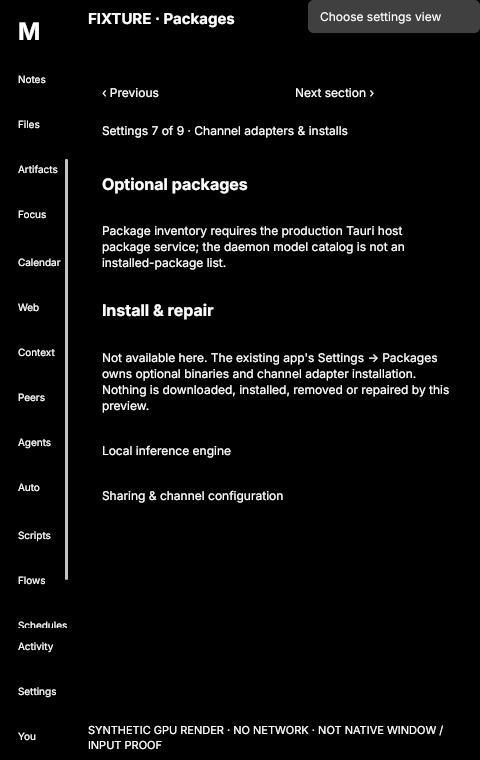 M
FIXTURE · Packages
Choose settings view
Notes
Files
Artifacts
Focus
Calendar
Web
Context
Peers
Agents
Auto
Scripts
Flows
Schedules
Activity
Settings
You
‹ Previous
Next section ›
Settings 7 of 9 · Channel adapters & installs
Optional packages
Package inventory requires the production Tauri host
package service; the daemon model catalog is not an
installed-package list.
Install & repair
Not available here. The existing app's Settings → Packages
owns optional binaries and channel adapter installation.
Nothing is downloaded, installed, removed or repaired by this
preview.
Local inference engine
Sharing & channel configuration
SYNTHETIC GPU RENDER · NO NETWORK · NOT NATIVE WINDOW /
INPUT PROOF